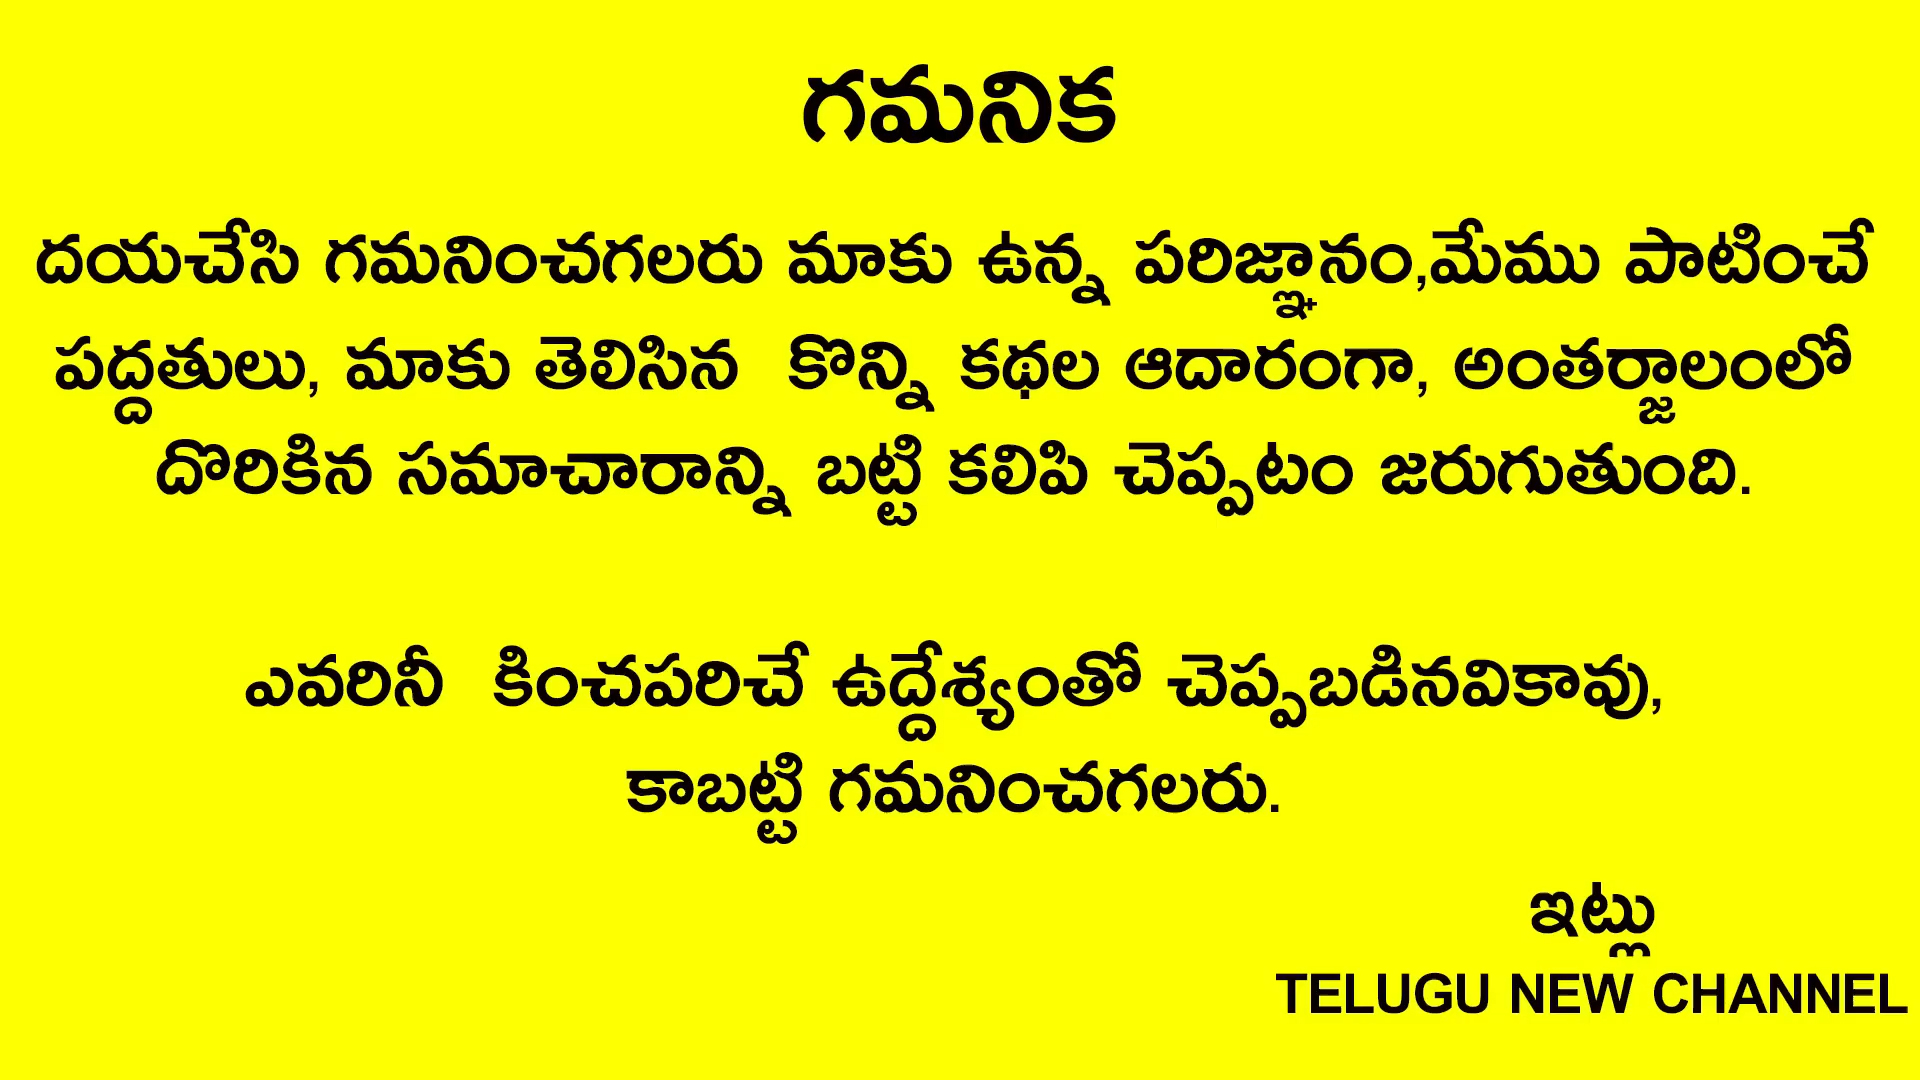 గమనిక
దయచేసి గమనించగలరు మాకు ఉన్న పరిజ్ఞానం,మేము పాటించే
పద్దతులు, మాకు తెలిసిన కొన్ని కథల ఆదారంగా, అంతర్జాలంలో
దొరికిన సమాచారాన్ని బట్టి కలిపి చెప్పటం జరుగుతుంది.
ఎవరినీ కించపరిచే ఉద్దేశ్యంతో చెప్పబడినవికావు,
కాబట్టి గమనించగలరు.
ఇట్లు
TELUGU NEW CHANNEL